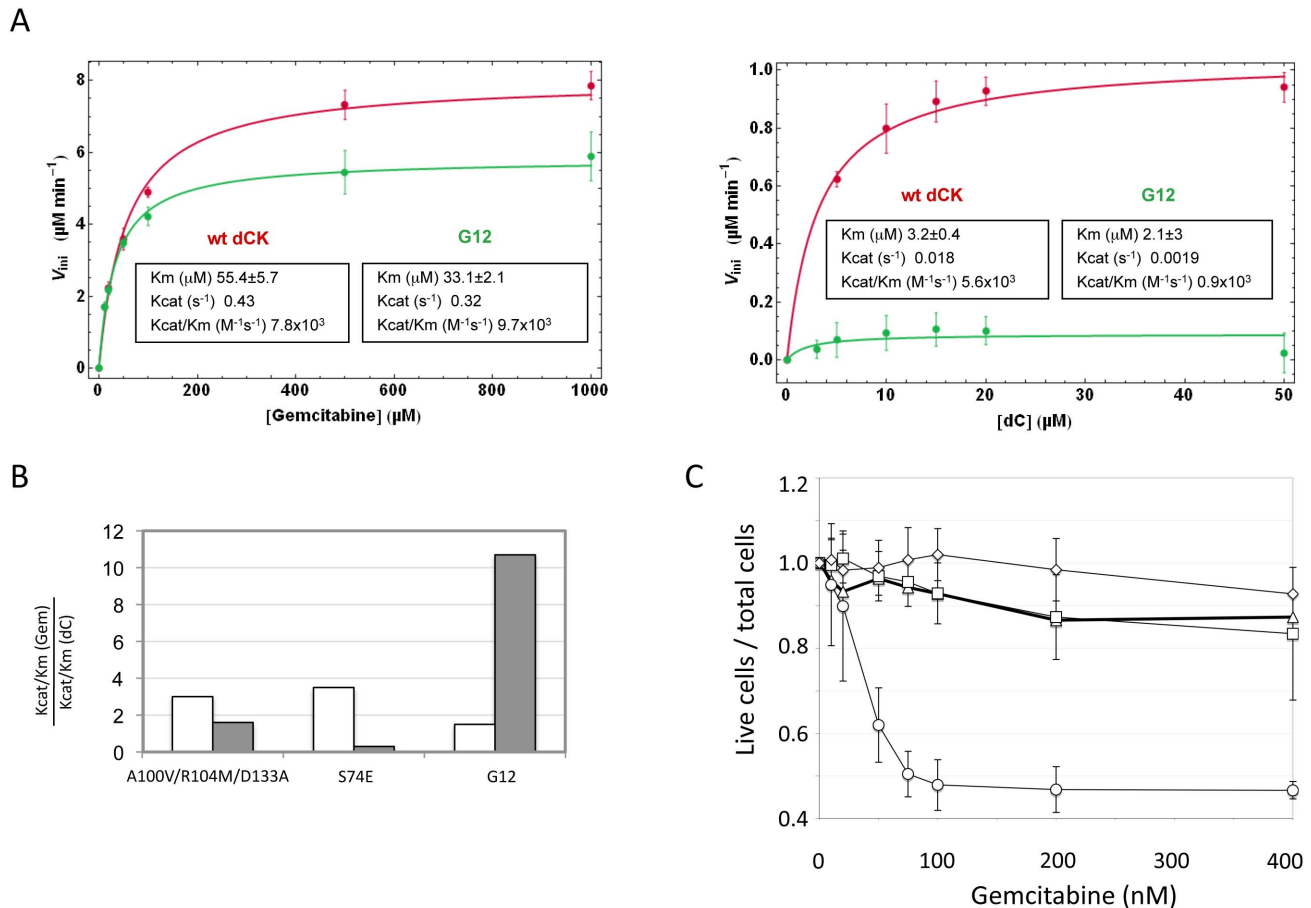 A
8
6
4
2
0
V_ini (µM min⁻¹)
wt dCK
G12
Km (µM) 55.4±5.7
Kcat (s⁻¹) 0.43
Kcat/Km (M⁻¹s⁻¹) 7.8x10³
Km (µM) 33.1±2.1
Kcat (s⁻¹) 0.32
Kcat/Km (M⁻¹s⁻¹) 9.7x10³
0 200 400 600 800 1000
[Gemcitabine] (µM)
1.0
0.8
0.6
0.4
0.2
0.0
V_ini (µM min⁻¹)
wt dCK
G12
Km (µM) 3.2±0.4
Kcat (s⁻¹) 0.018
Kcat/Km (M⁻¹s⁻¹) 5.6x10³
Km (µM) 2.1±3
Kcat (s⁻¹) 0.0019
Kcat/Km (M⁻¹s⁻¹) 0.9x10³
0 10 20 30 40 50
[dC] (µM)
B
Kcat/Km (Gem)
Kcat/Km (dC)
12
10
8
6
4
2
0
A100V/R104M/D133A S74E G12
C
Live cells / total cells
1.2
1.0
0.8
0.6
0.4
0 100 200 300 400
Gemcitabine (nM)